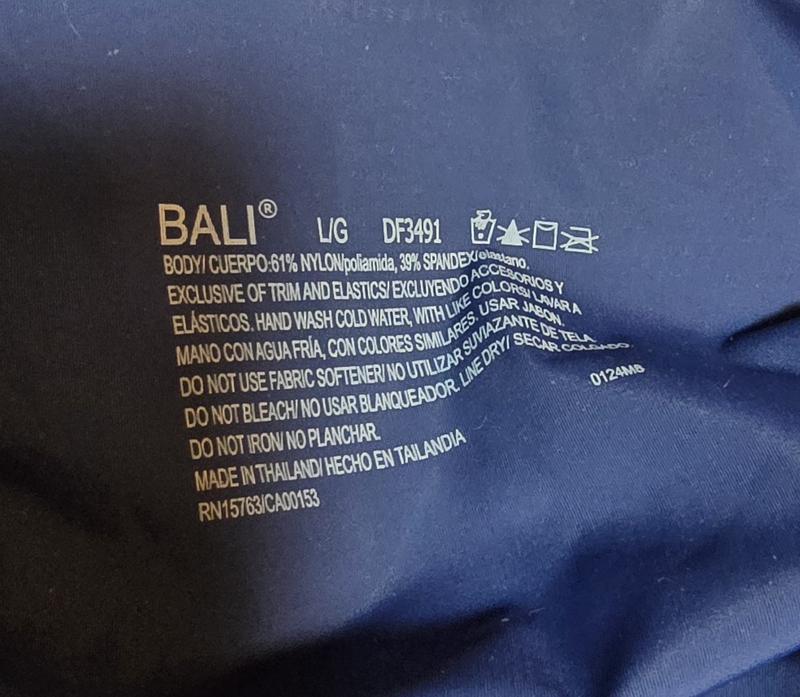 BALI® L/G DF3491
BODY/ CUERPO:61% NYLON/poliamida, 39% SPANDEX/elastano.
EXCLUSIVE OF TRIM AND ELASTICS/ EXCLUYENDO ACCESORIOS Y
ELÁSTICOS. HAND WASH COLD WATER, WITH LIKE COLORS/ LAVAR A
MANO CON AGUA FRÍA, CON COLORES SIMILARES. USAR JABON.
DO NOT USE FABRIC SOFTENER/ NO UTILIZAR SUVIAZANTE DE TELA.
DO NOT BLEACH/ NO USAR BLANQUEADOR. LINE DRY/ SECAR COLGADO.
DO NOT IRON/ NO PLANCHAR.
0124M6
MADE IN THAILAND/ HECHO EN TAILANDIA
RN15763/CA00153